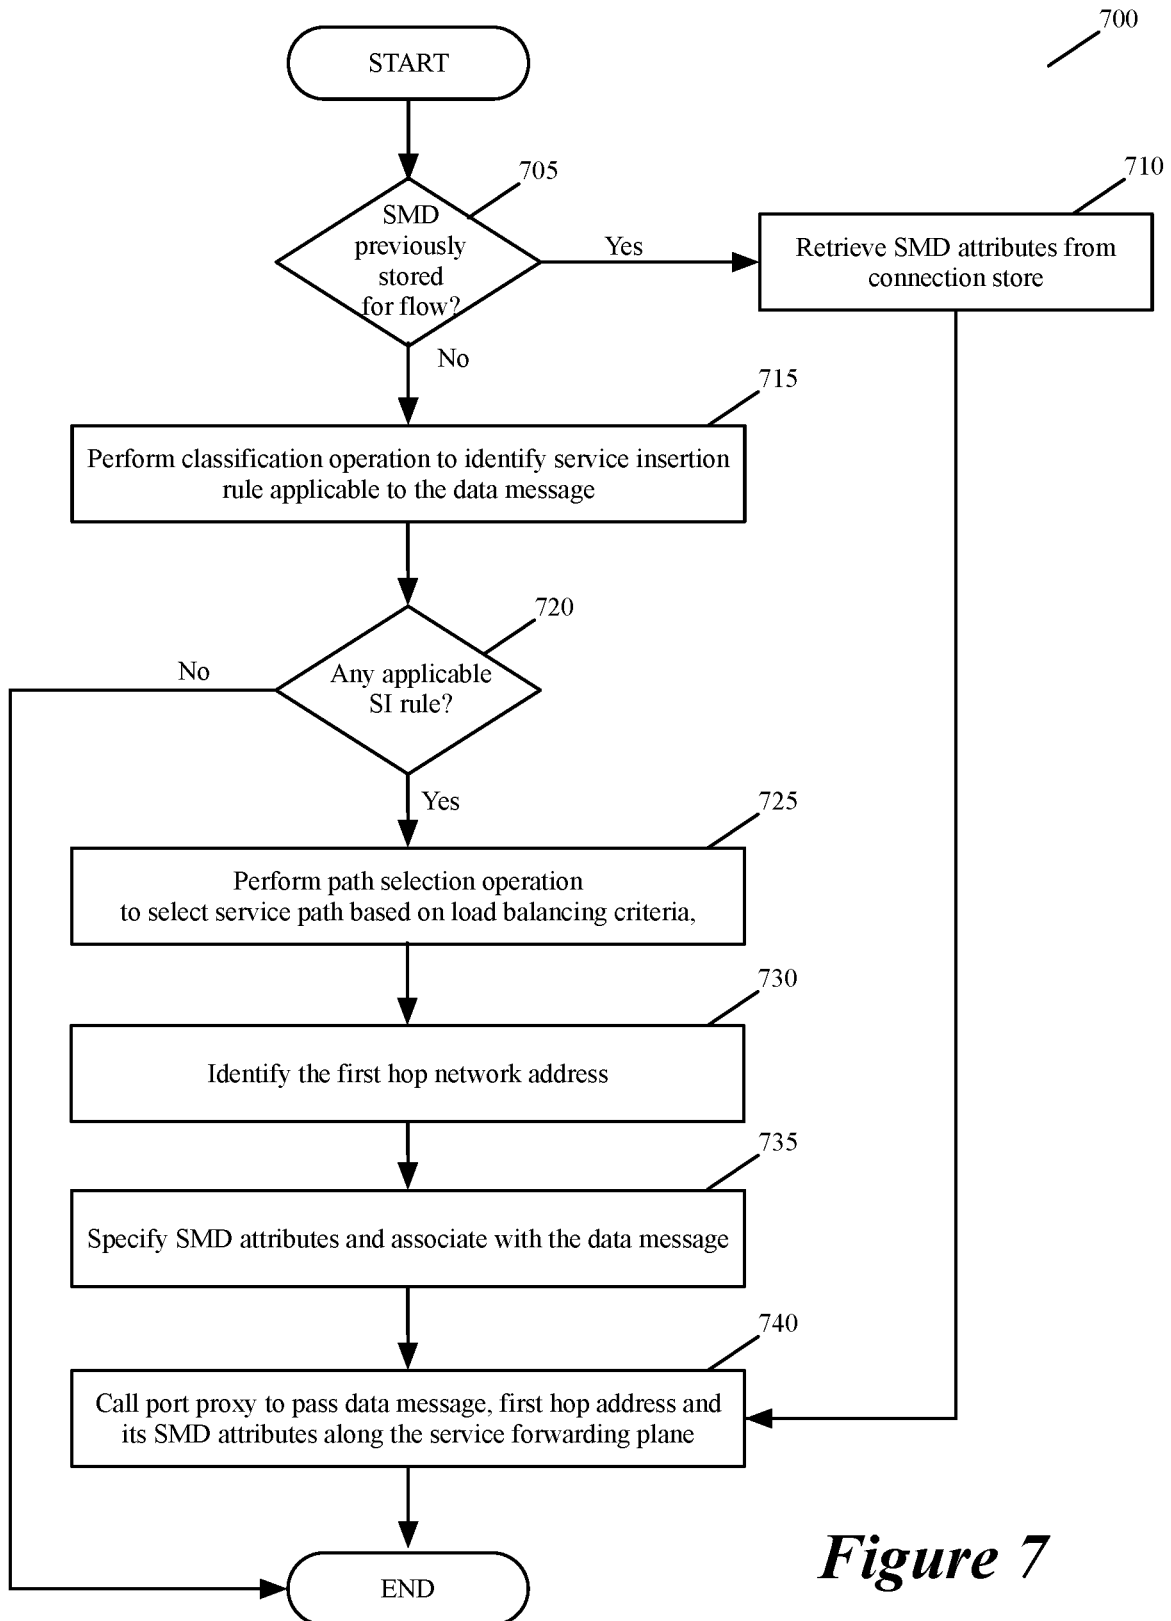 700
START
705
SMD
previously
stored
for flow?
Yes
710
Retrieve SMD attributes from
connection store
No
715
Perform classification operation to identify service insertion
rule applicable to the data message
720
Any applicable
SI rule?
No
Yes
725
Perform path selection operation
to select service path based on load balancing criteria,
730
Identify the first hop network address
735
Specify SMD attributes and associate with the data message
740
Call port proxy to pass data message, first hop address and
its SMD attributes along the service forwarding plane
END
Figure 7